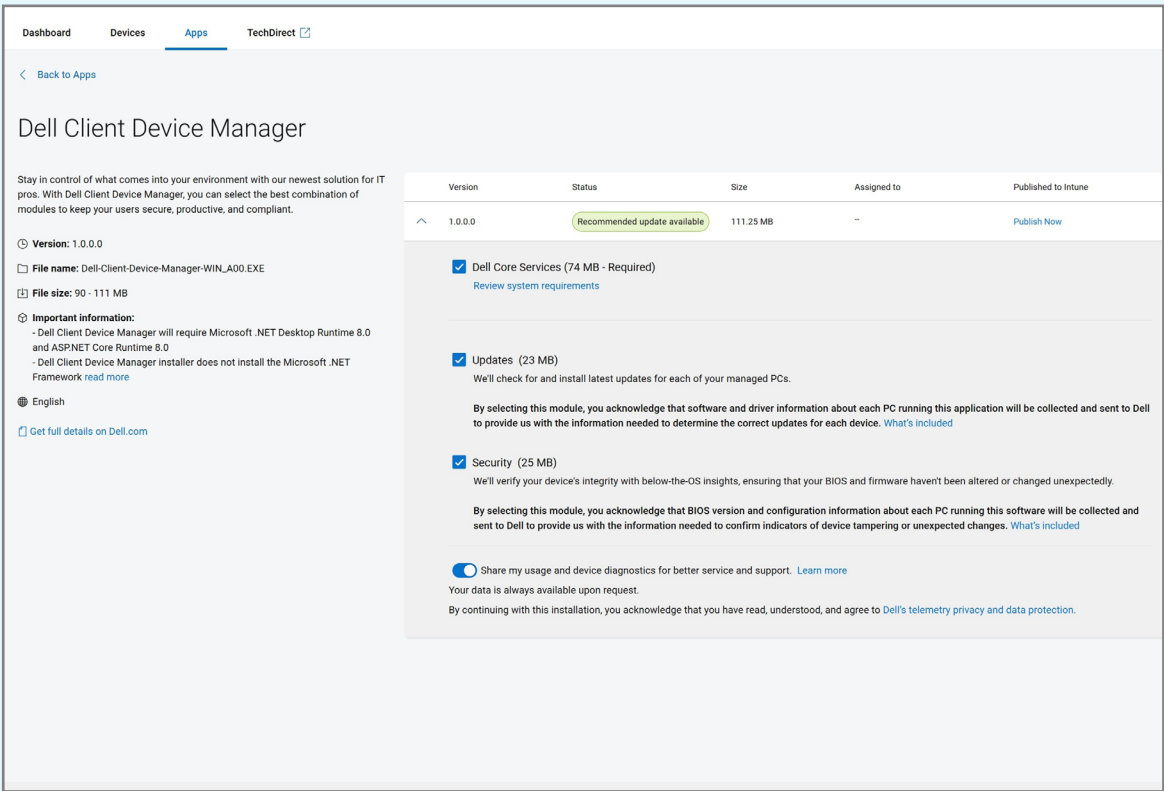 Dashboard Devices Apps TechDirect
Back to Apps
Dell Client Device Manager
Stay in control of what comes into your environment with our newest solution for IT
pros. With Dell Client Device Manager, you can select the best combination of
modules to keep your users secure, productive, and compliant.
Version: 1.0.0.0
File name: Dell-Client-Device-Manager-WIN_A00.EXE
File size: 90 - 111 MB
Important information:
- Dell Client Device Manager will require Microsoft .NET Desktop Runtime 8.0
and ASP.NET Core Runtime 8.0
- Dell Client Device Manager installer does not install the Microsoft .NET
Framework read more
English
Get full details on Dell.com
Version Status Size Assigned to Published to Intune
1.0.0.0 Recommended update available 111.25 MB -- Publish Now
Dell Core Services (74 MB - Required)
Review system requirements
Updates (23 MB)
We'll check for and install latest updates for each of your managed PCs.
By selecting this module, you acknowledge that software and driver information about each PC running this application will be collected and sent to Dell
to provide us with the information needed to determine the correct updates for each device. What's included
Security (25 MB)
We'll verify your device's integrity with below-the-OS insights, ensuring that your BIOS and firmware haven't been altered or changed unexpectedly.
By selecting this module, you acknowledge that BIOS version and configuration information about each PC running this software will be collected and
sent to Dell to provide us with the information needed to confirm indicators of device tampering or unexpected changes. What's included
Share my usage and device diagnostics for better service and support. Learn more
Your data is always available upon request.
By continuing with this installation, you acknowledge that you have read, understood, and agree to Dell's telemetry privacy and data protection.